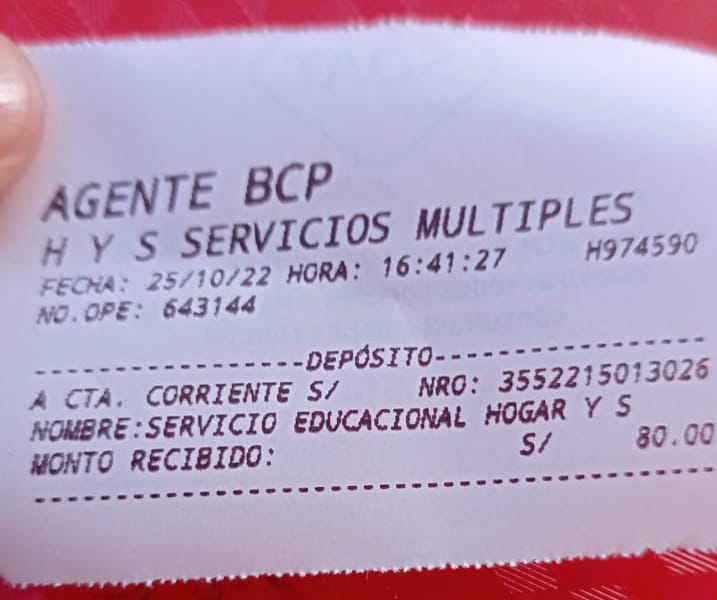 AGENTE BCP
H Y S SERVICIOS MULTIPLES
FECHA: 25/10/22 HORA: 16:41:27 H974590
NO.OPE: 643144
------------------DEPÓSITO------------------
A CTA. CORRIENTE S/ NRO: 3552215013026
NOMBRE:SERVICIO EDUCACIONAL HOGAR Y S
MONTO RECIBIDO: S/ 80.00
--------------------------------------------